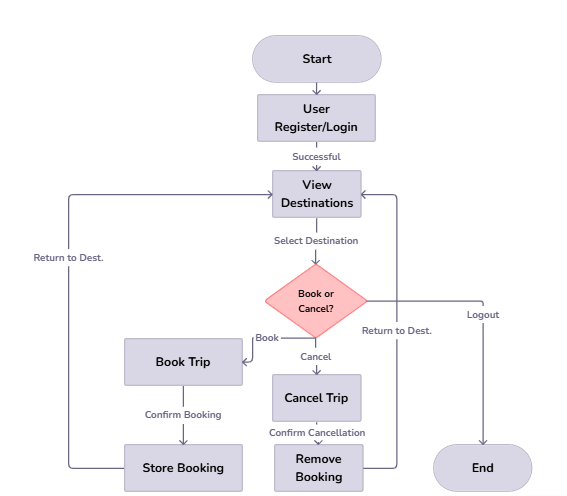 Start
User
Register/Login
Successful
View
Destinations
Select Destination
Return to Dest.
Book or
Cancel?
Logout
Return to Dest.
Book
Cancel
Book Trip
Cancel Trip
Confirm Booking
Confirm Cancellation
Store Booking
Remove
Booking
End